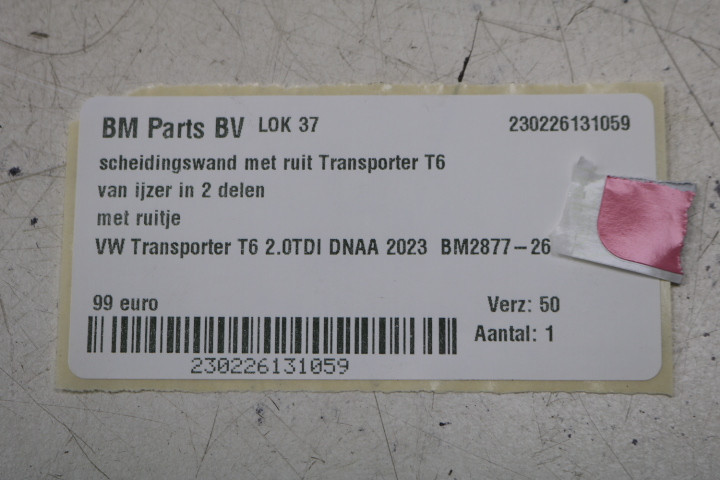 BM Parts BV LOK 37 230226131059
scheidingswand met ruit Transporter T6
van ijzer in 2 delen
met ruitje
VW Transporter T6 2.0TDI DNAA 2023 BM2877-26
99 euro Verz: 50
Aantal: 1
230226131059